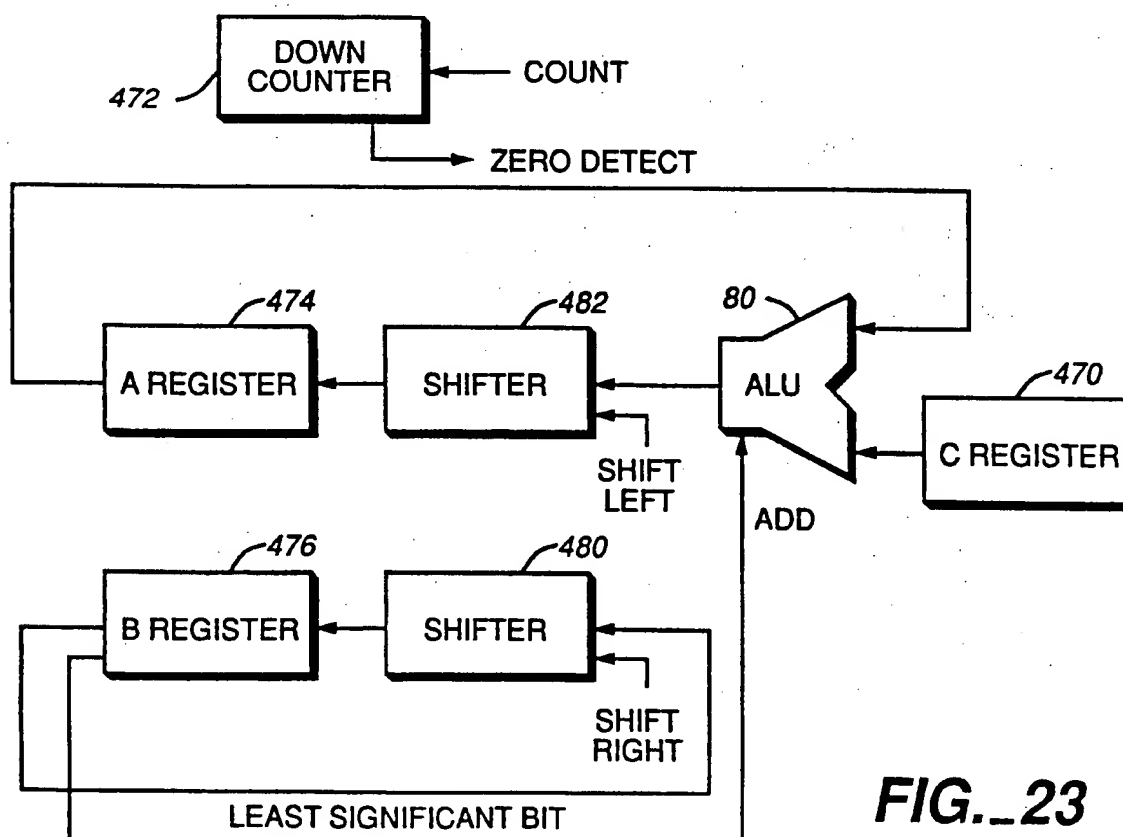 DOWN
COUNTER
COUNT
472
ZERO DETECT
474
482
80
470
A REGISTER
SHIFTER
ALU
C REGISTER
SHIFT
LEFT
ADD
476
480
B REGISTER
SHIFTER
SHIFT
RIGHT
LEAST SIGNIFICANT BIT
FIG._23